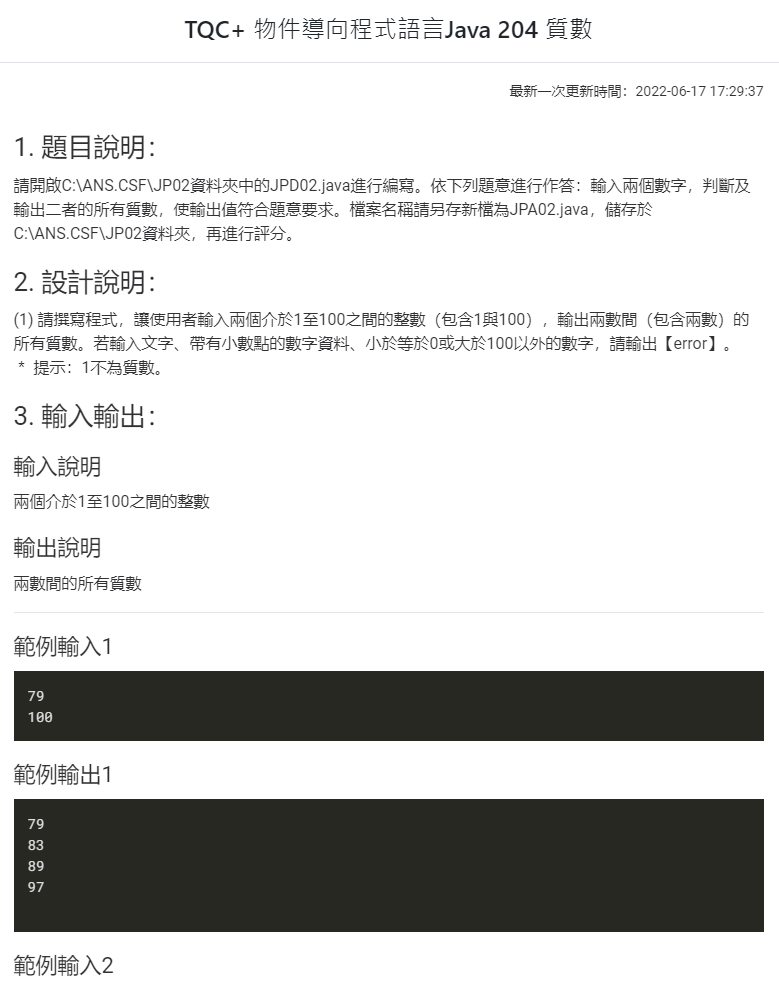 TQC+ 物件導向程式語言Java 204 質數
最新一次更新時間：2022-06-17 17:29:37
1. 題目說明：
請開啟C:\ANS.CSF\JP02資料夾中的JPD02.java進行編寫。依下列題意進行作答：輸入兩個數字，判斷及
輸出二者的所有質數，使輸出值符合題意要求。檔案名稱請另存新檔為JPA02.java，儲存於
C:\ANS.CSF\JP02資料夾，再進行評分。
2. 設計說明：
(1) 請撰寫程式，讓使用者輸入兩個介於1至100之間的整數（包含1與100），輸出兩數間（包含兩數）的
所有質數。若輸入文字、帶有小數點的數字資料、小於等於0或大於100以外的數字，請輸出【error】。
* 提示：1不為質數。
3. 輸入輸出：
輸入說明
兩個介於1至100之間的整數
輸出說明
兩數間的所有質數
範例輸入1
79
100
範例輸出1
79
83
89
97
範例輸入2